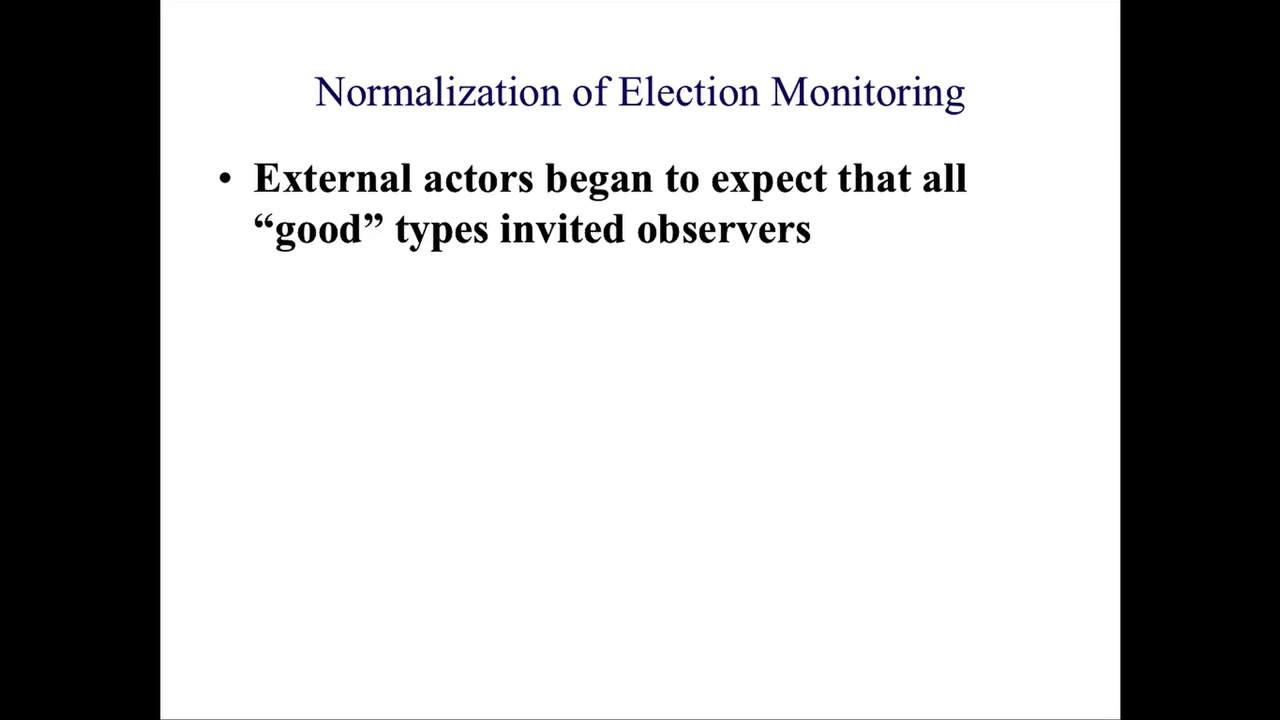 Normalization of Election Monitoring
• External actors began to expect that all
“good” types invited observers